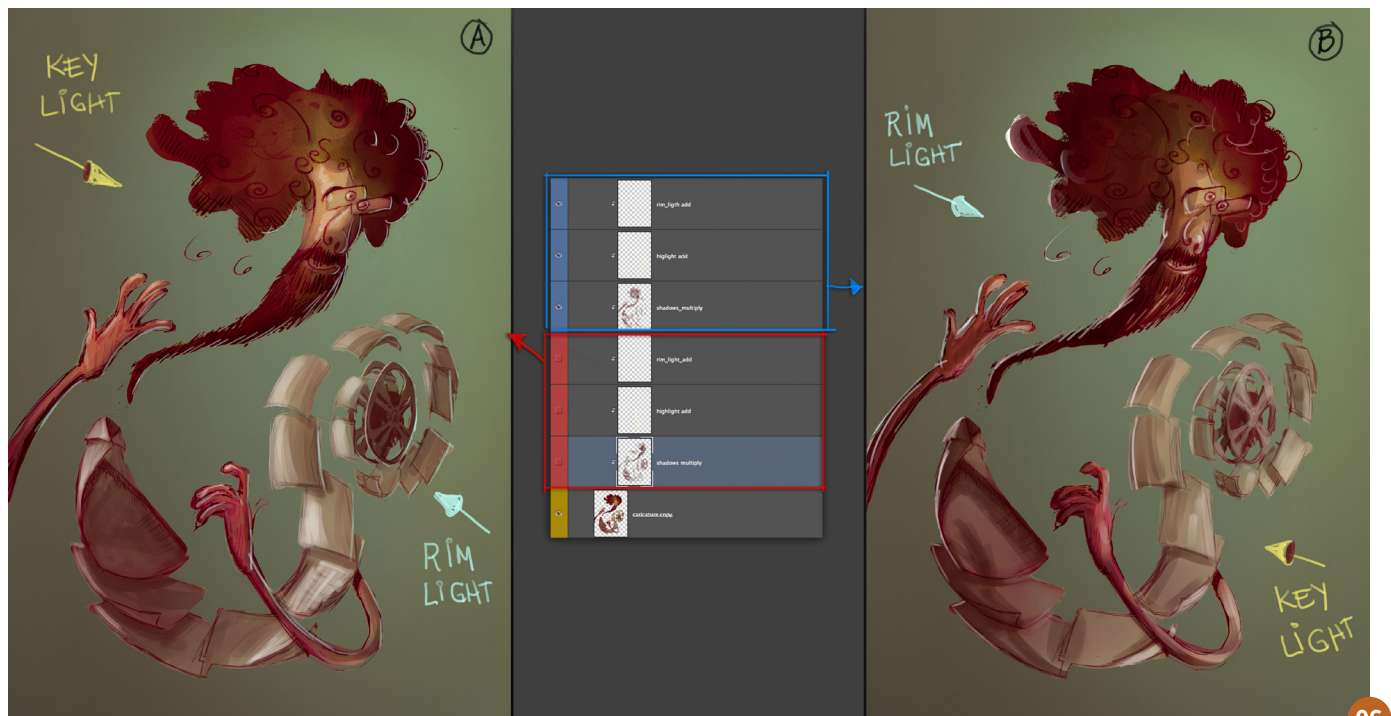 A
KEY
LIGHT
RIM
LIGHT
rim_ligth add
higlight add
shadows_multiply
rim_light_add
highlight add
shadows multiply
caricature copy
B
RIM
LIGHT
KEY
LIGHT